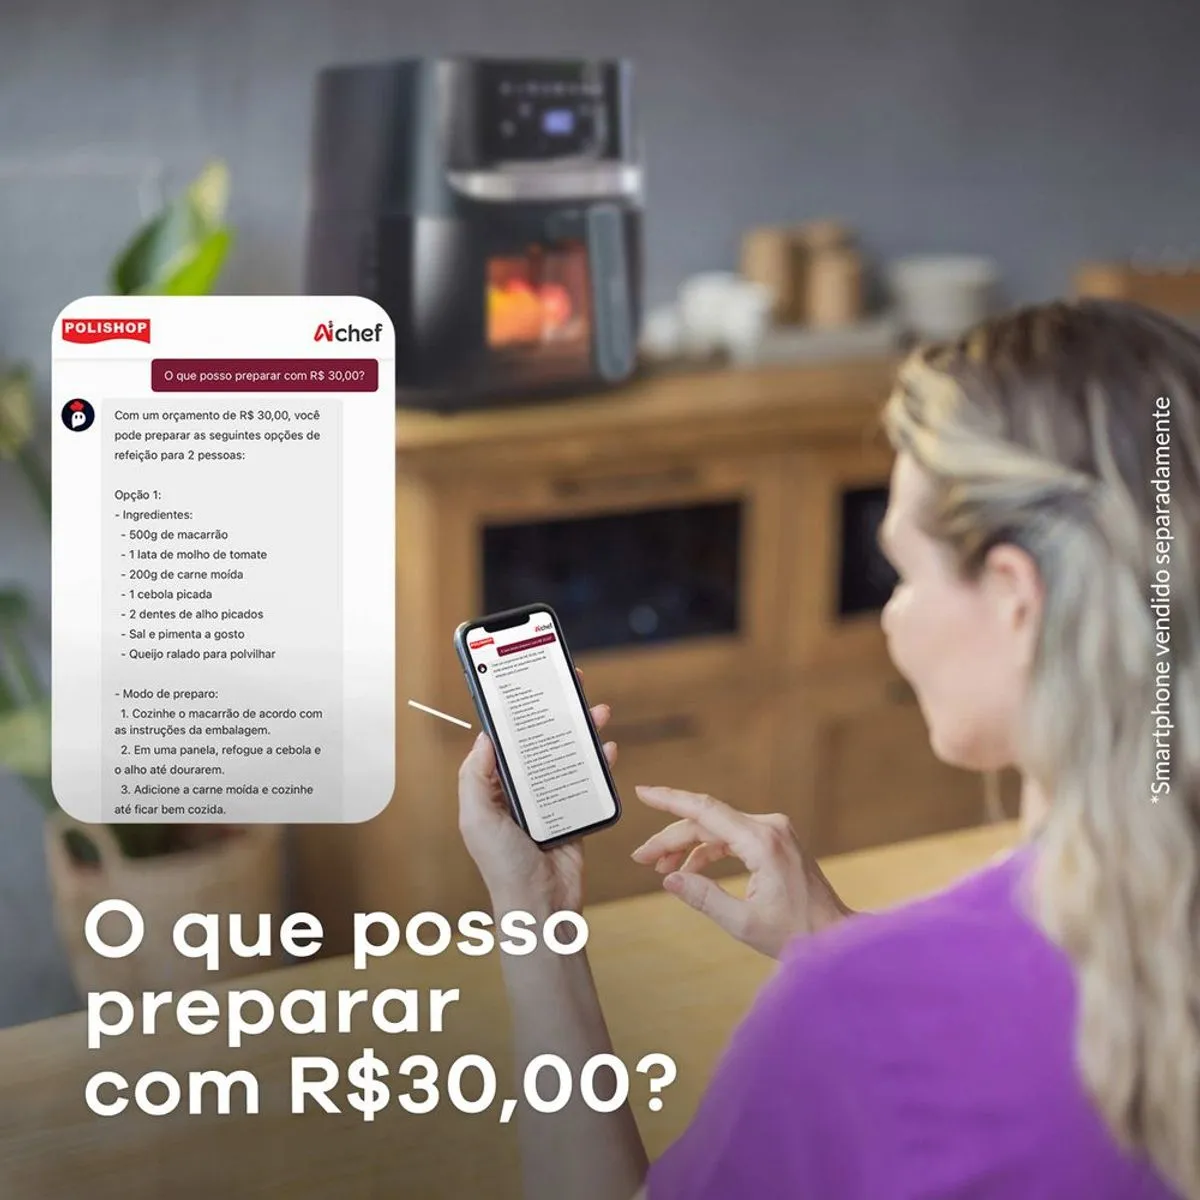 POLISHOP
Aichef
O que posso preparar com R$ 30,00?
Com um orçamento de R$ 30,00, você
pode preparar as seguintes opções de
refeição para 2 pessoas:
Opção 1:
- Ingredientes:
- 500g de macarrão
- 1 lata de molho de tomate
- 200g de carne moída
- 1 cebola picada
- 2 dentes de alho picados
- Sal e pimenta a gosto
- Queijo ralado para polvilhar
- Modo de preparo:
1. Cozinhe o macarrão de acordo com
as instruções da embalagem.
2. Em uma panela, refogue a cebola e
o alho até dourarem.
3. Adicione a carne moída e cozinhe
até ficar bem cozida.
POLISHOP
Aichef
*Smartphone vendido separadamente
O que posso
preparar
com R$30,00?